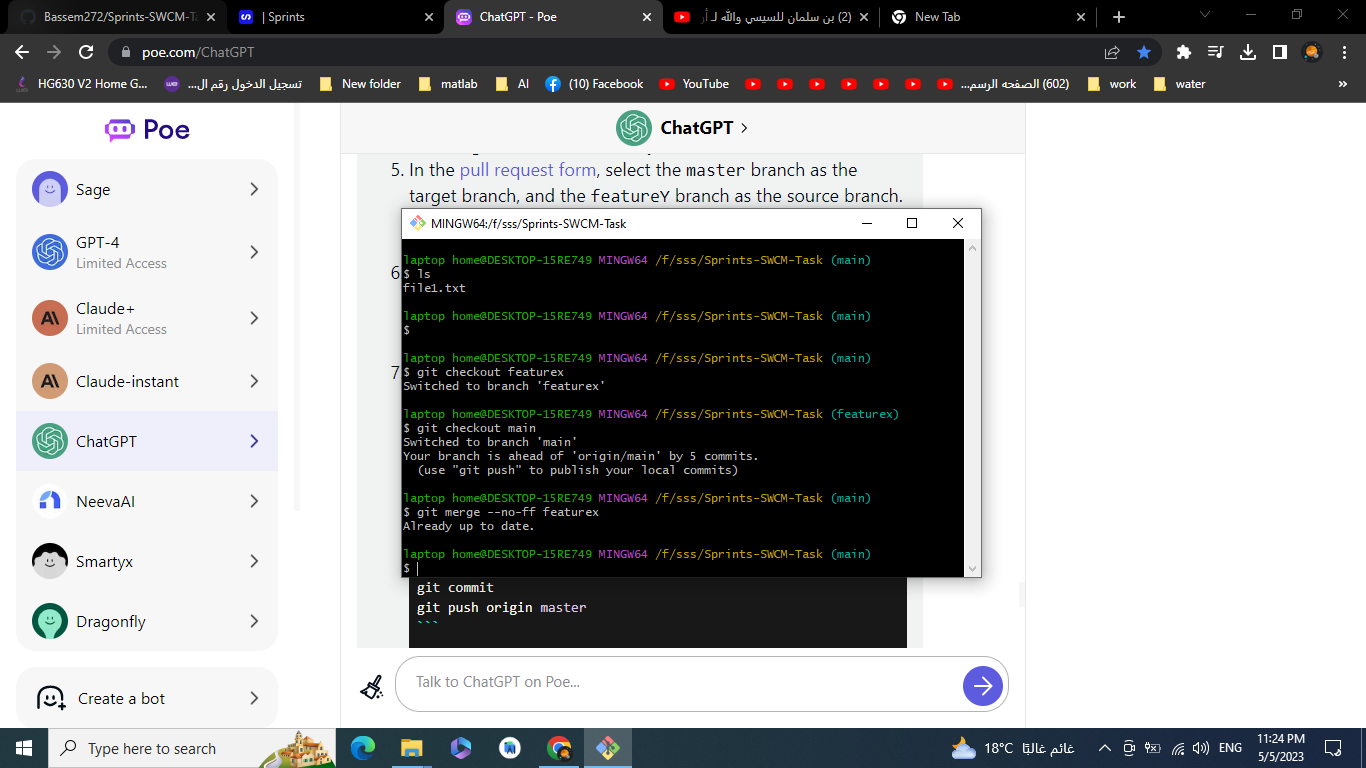 Bassem272/Sprints-SWCM-Ta
| Sprints
ChatGPT - Poe
(2) بن سلمان للسيسي والله لـ أر
New Tab
poe.com/ChatGPT
HG630 V2 Home G...
تسجيل الدخول رقم ال...
New folder
matlab
AI
(10) Facebook
YouTube
(602) الصفحه الرسم...
work
water
»
Poe
Sage
GPT-4
Limited Access
Claude+
Limited Access
Claude-instant
ChatGPT
NeevaAI
Smartyx
Dragonfly
Create a bot
ChatGPT
5. In the pull request form, select the master branch as the
target branch, and the featureY branch as the source branch.
6
7
MINGW64:/f/sss/Sprints-SWCM-Task
laptop home@DESKTOP-15RE749 MINGW64 /f/sss/Sprints-SWCM-Task (main)
$ ls
file1.txt
laptop home@DESKTOP-15RE749 MINGW64 /f/sss/Sprints-SWCM-Task (main)
$
laptop home@DESKTOP-15RE749 MINGW64 /f/sss/Sprints-SWCM-Task (main)
$ git checkout featurex
Switched to branch 'featurex'
laptop home@DESKTOP-15RE749 MINGW64 /f/sss/Sprints-SWCM-Task (featurex)
$ git checkout main
Switched to branch 'main'
Your branch is ahead of 'origin/main' by 5 commits.
(use "git push" to publish your local commits)
laptop home@DESKTOP-15RE749 MINGW64 /f/sss/Sprints-SWCM-Task (main)
$ git merge --no-ff featurex
Already up to date.
laptop home@DESKTOP-15RE749 MINGW64 /f/sss/Sprints-SWCM-Task (main)
$
git commit
git push origin master
```
Talk to ChatGPT on Poe...
Type here to search
18°C غائم غالبًا
ENG
11:24 PM
5/5/2023